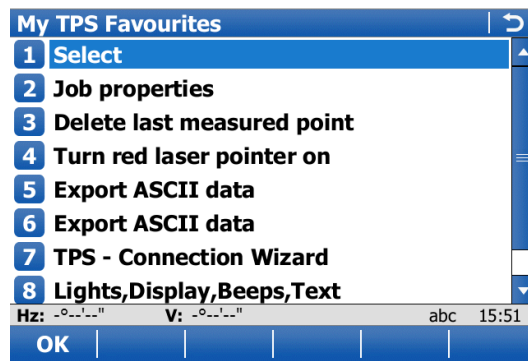 My TPS Favourites
1 Select
2 Job properties
3 Delete last measured point
4 Turn red laser pointer on
5 Export ASCII data
6 Export ASCII data
7 TPS - Connection Wizard
8 Lights,Display,Beeps,Text
Hz: -°--'--" V: -°--'--" abc 15:51
OK